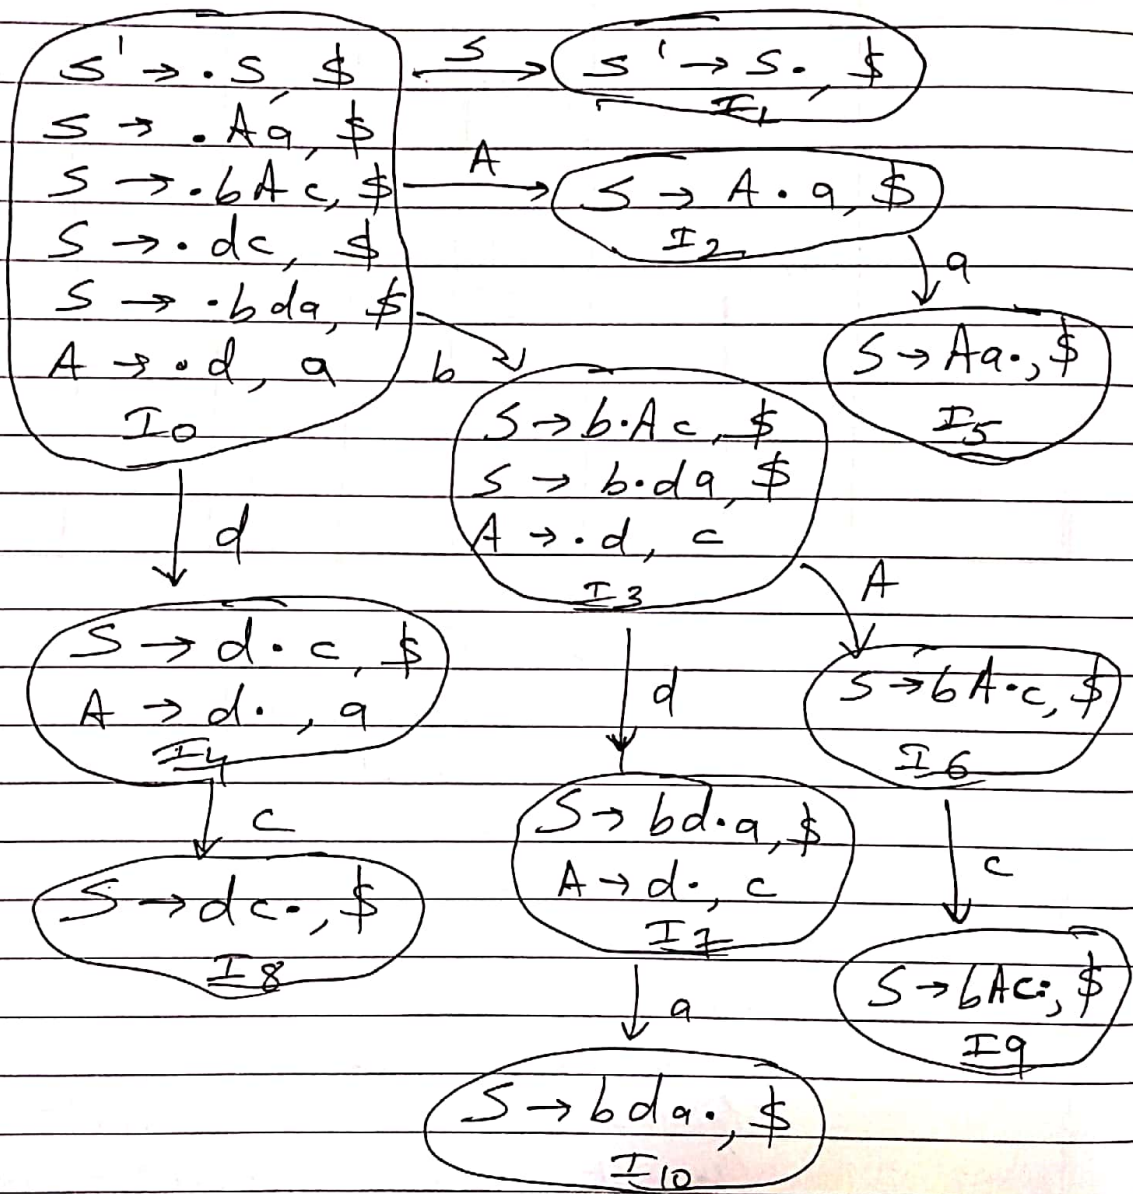 S' → .S, $
S → .Aa, $
S → .bAc, $
S → .dc, $
S → .bda, $
A → .d, a
I0
S
S' → S., $
I1
A
S → A.a, $
I2
a
S → Aa., $
I5
b
S → b.Ac, $
S → b.da, $
A → .d, c
I3
d
S → d.c, $
A → d., a
I4
A
S → bA.c, $
I6
d
S → bd.a, $
A → d., c
I7
c
S → dc., $
I8
c
S → bAc., $
I9
a
S → bda., $
I10